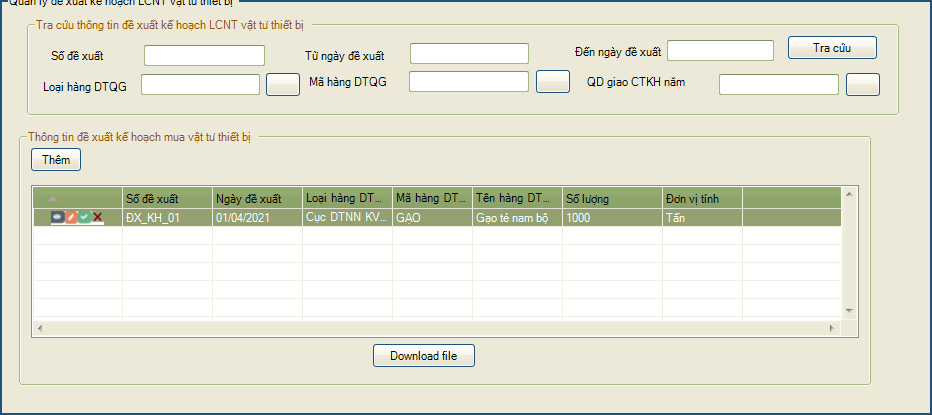 Quản lý đề xuất kế hoạch LCNT vật tư thiết bị
Tra cứu thông tin đề xuất kế hoạch LCNT vật tư thiết bị
Số đề xuất
Từ ngày đề xuất
Đến ngày đề xuất
Tra cứu
Loại hàng DTQG
Mã hàng DTQG
QD giao CTKH năm
Thông tin đề xuất kế hoạch mua vật tư thiết bị
Thêm
Số đề xuất Ngày đề xuất Loại hàng DT... Mã hàng DT... Tên hàng DT... Số lượng Đơn vị tính
ĐX_KH_01 01/04/2021 Cục DTNN KV... GAO Gạo tẻ nam bộ 1000 Tấn
Download file